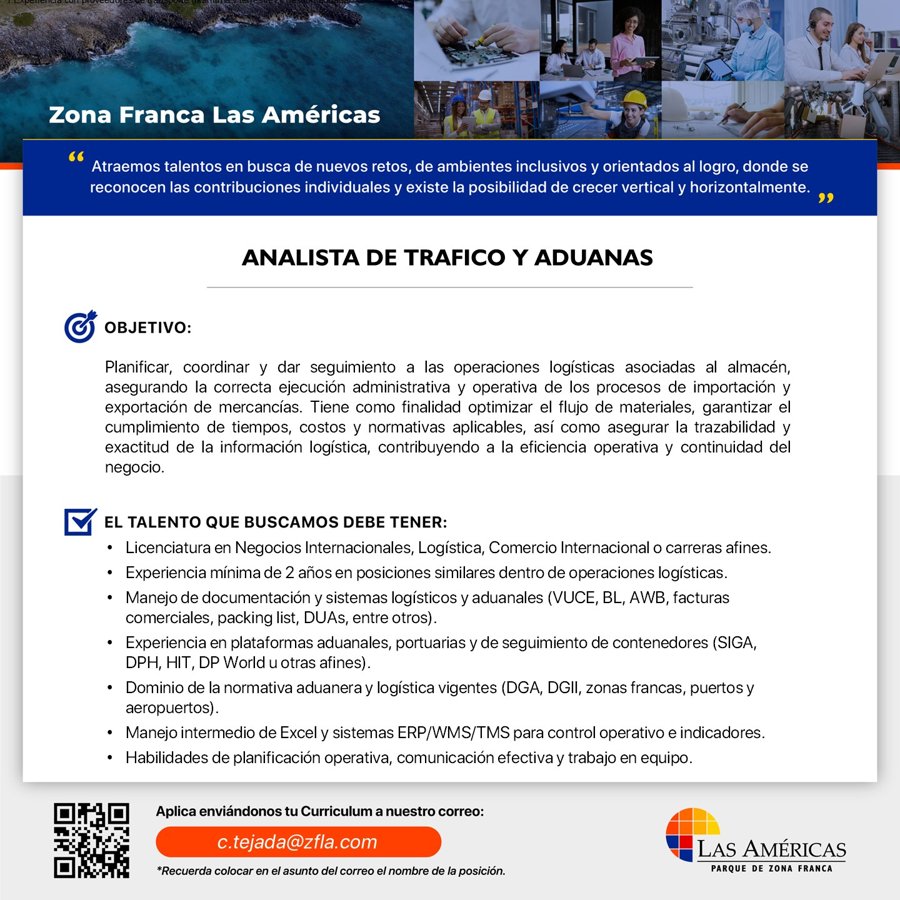 Experiencia con proveedores de transporte
Zona Franca Las Américas
“ Atraemos talentos en busca de nuevos retos, de ambientes inclusivos y orientados al logro, donde se
reconocen las contribuciones individuales y existe la posibilidad de crecer vertical y horizontalmente. ”
ANALISTA DE TRAFICO Y ADUANAS
OBJETIVO:
Planificar, coordinar y dar seguimiento a las operaciones logísticas asociadas al almacén,
asegurando la correcta ejecución administrativa y operativa de los procesos de importación y
exportación de mercancías. Tiene como finalidad optimizar el flujo de materiales, garantizar el
cumplimiento de tiempos, costos y normativas aplicables, así como asegurar la trazabilidad y
exactitud de la información logística, contribuyendo a la eficiencia operativa y continuidad del
negocio.
EL TALENTO QUE BUSCAMOS DEBE TENER:
• Licenciatura en Negocios Internacionales, Logística, Comercio Internacional o carreras afines.
• Experiencia mínima de 2 años en posiciones similares dentro de operaciones logísticas.
• Manejo de documentación y sistemas logísticos y aduanales (VUCE, BL, AWB, facturas
comerciales, packing list, DUAs, entre otros).
• Experiencia en plataformas aduanales, portuarias y de seguimiento de contenedores (SIGA,
DPH, HIT, DP World u otras afines).
• Dominio de la normativa aduanera y logística vigentes (DGA, DGII, zonas francas, puertos y
aeropuertos).
• Manejo intermedio de Excel y sistemas ERP/WMS/TMS para control operativo e indicadores.
• Habilidades de planificación operativa, comunicación efectiva y trabajo en equipo.
Aplica enviándonos tu Curriculum a nuestro correo:
c.tejada@zfla.com
*Recuerda colocar en el asunto del correo el nombre de la posición.
LAS AMÉRICAS
PARQUE DE ZONA FRANCA